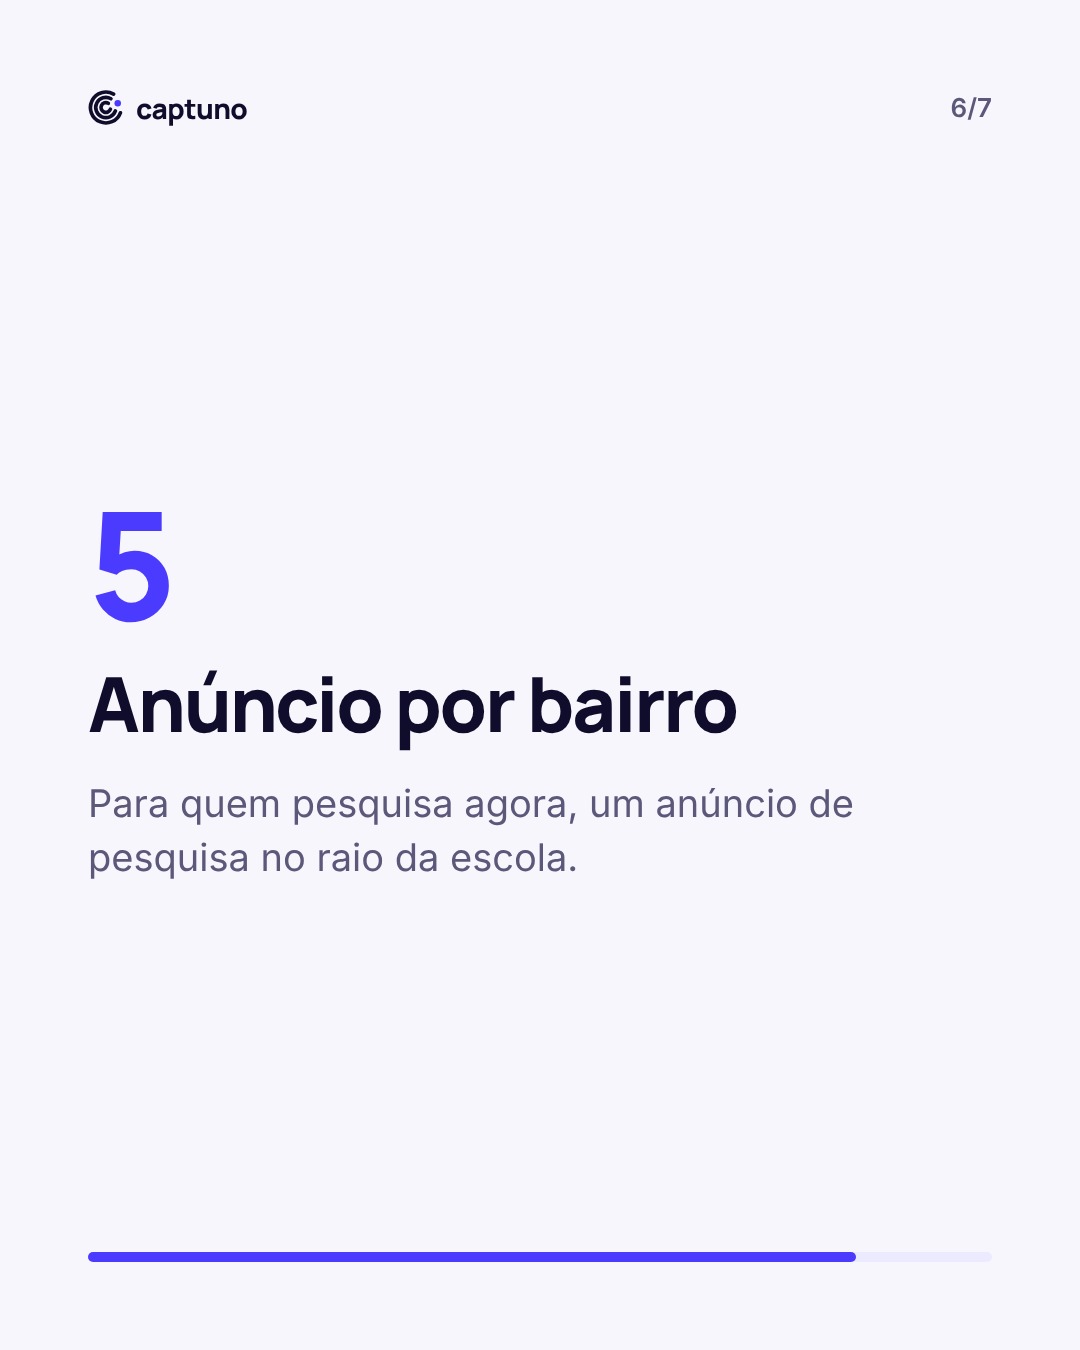 captuno
6/7
5
Anúncio por bairro
Para quem pesquisa agora, um anúncio de
pesquisa no raio da escola.